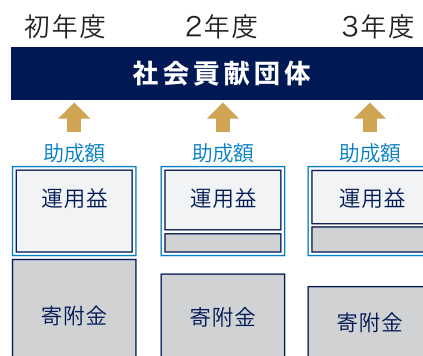 初年度 2年度 3年度
社会貢献団体
助成額 助成額 助成額
運用益 運用益 運用益
寄附金 寄附金 寄附金